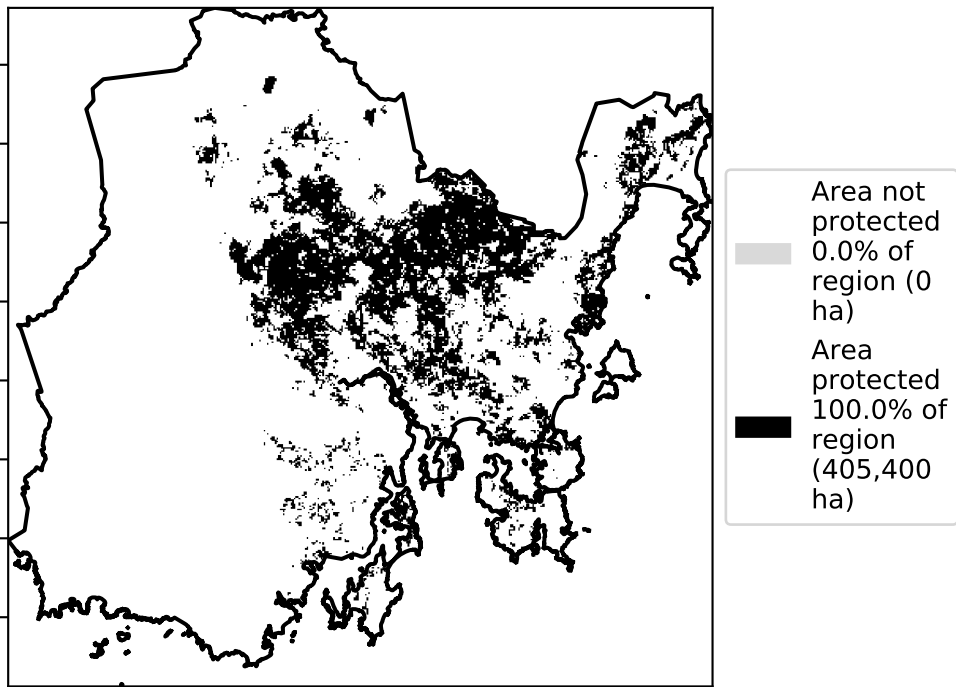 Area not
protected
0.0% of
region (0
ha)
Area
protected
100.0% of
region
(405,400
ha)